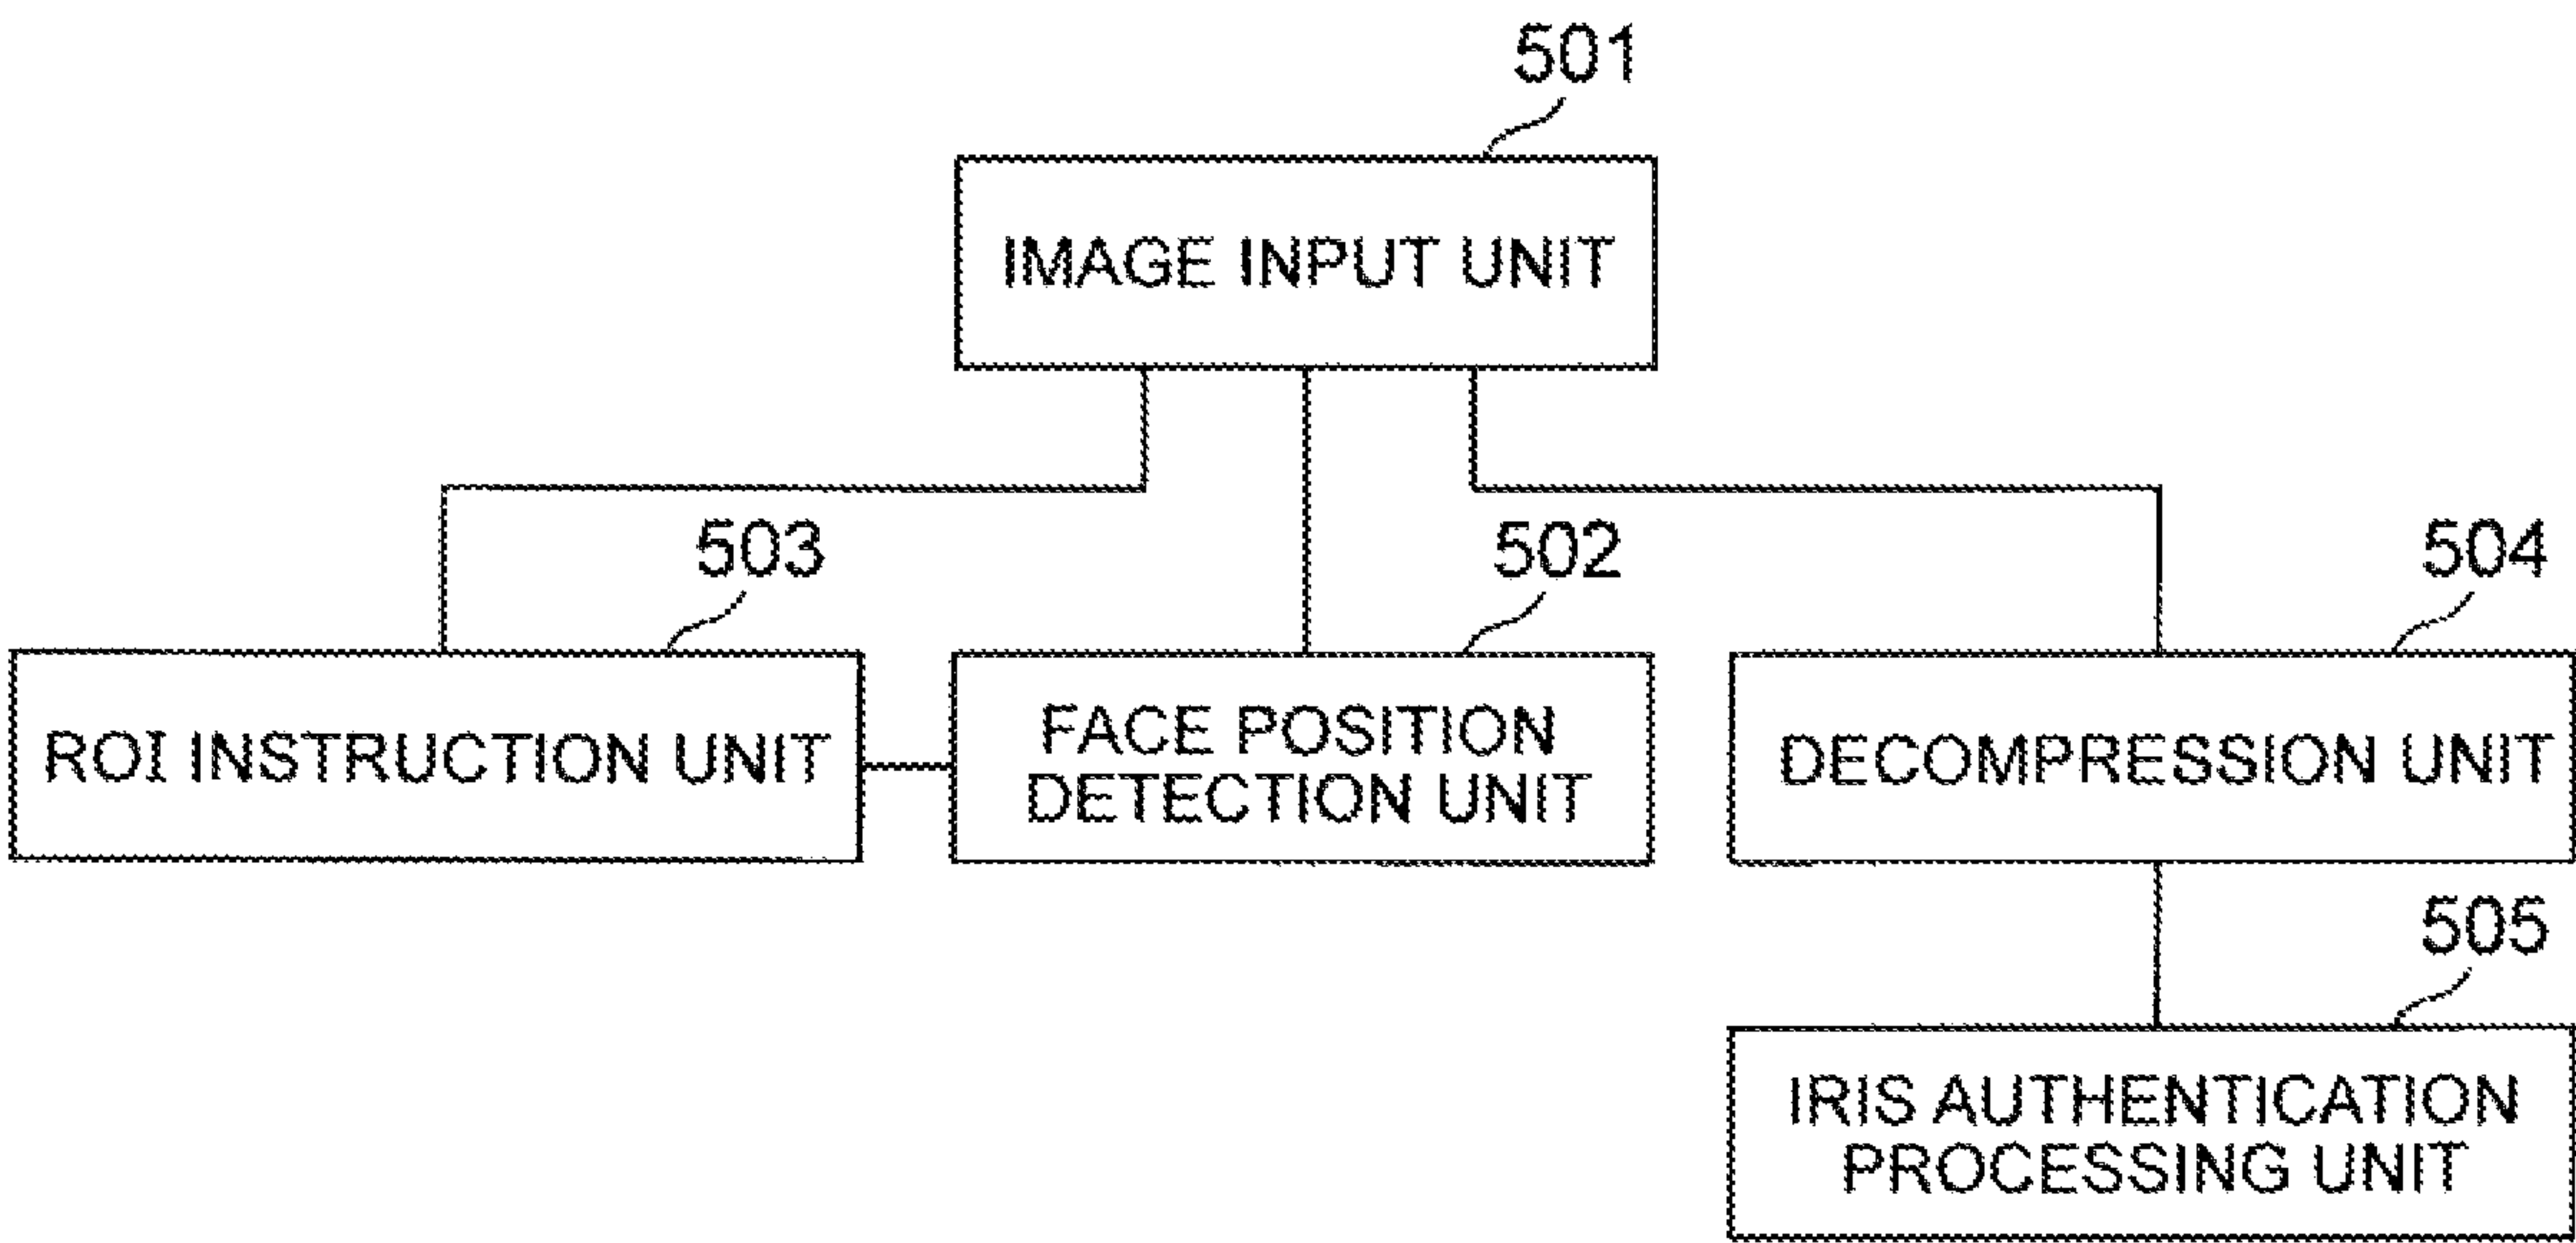 501
IMAGE INPUT UNIT
503
502
504
ROI INSTRUCTION UNIT
FACE POSITION
DETECTION UNIT
DECOMPRESSION UNIT
505
IRIS AUTHENTICATION
PROCESSING UNIT